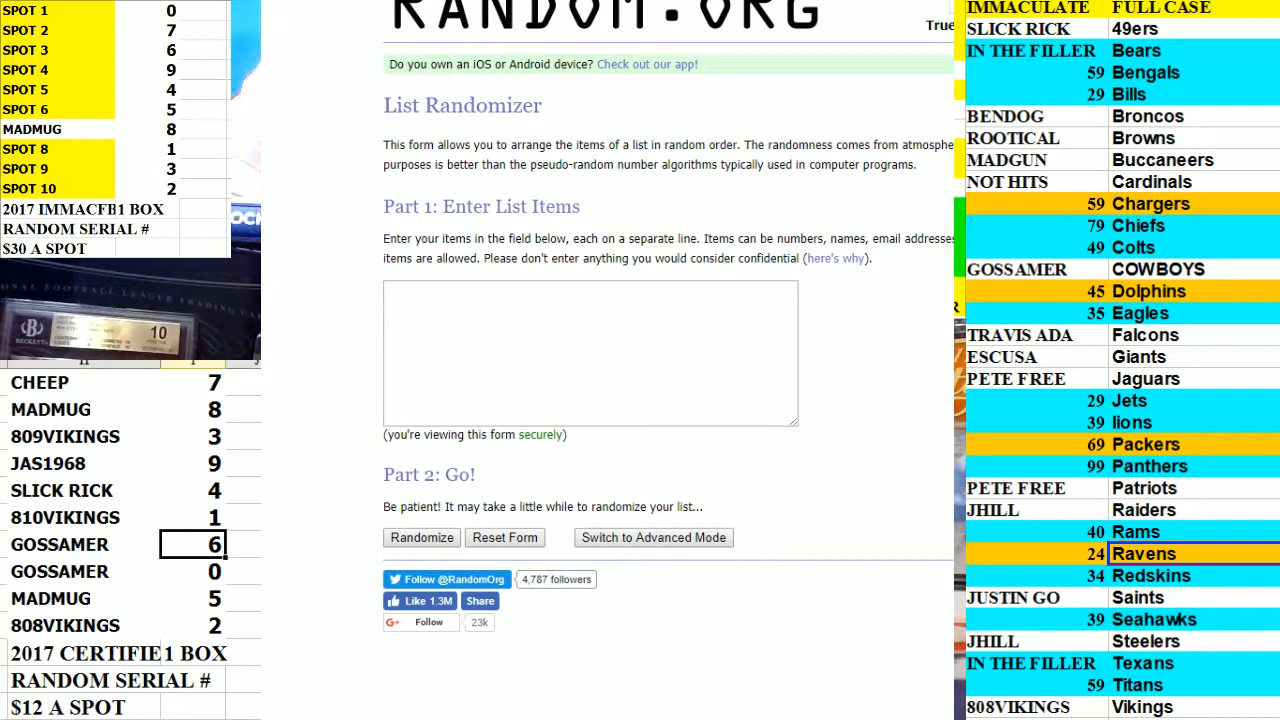 SPOT 1 0
SPOT 2 7
SPOT 3 6
SPOT 4 9
SPOT 5 4
SPOT 6 5
MADMUG 8
SPOT 8 1
SPOT 9 3
SPOT 10 2
2017 IMMACFB 1 BOX
RANDOM SERIAL #
$30 A SPOT
BECKETT
10
CHEEP 7
MADMUG 8
809VIKINGS 3
JAS1968 9
SLICK RICK 4
810VIKINGS 1
GOSSAMER 6
GOSSAMER 0
MADMUG 5
808VIKINGS 2
2017 CERTIFIE 1 BOX
RANDOM SERIAL #
$12 A SPOT
RANDOM.ORG
True
Do you own an iOS or Android device? Check out our app!
List Randomizer
This form allows you to arrange the items of a list in random order. The randomness comes from atmosphe
purposes is better than the pseudo-random number algorithms typically used in computer programs.
Part 1: Enter List Items
Enter your items in the field below, each on a separate line. Items can be numbers, names, email addresses
items are allowed. Please don't enter anything you would consider confidential (here's why).
(you're viewing this form securely)
Part 2: Go!
Be patient! It may take a little while to randomize your list...
Randomize Reset Form Switch to Advanced Mode
Follow @RandomOrg 4,787 followers
Like 1.3M Share
G+ Follow 23k
IMMACULATE FULL CASE
SLICK RICK 49ers
IN THE FILLER Bears
59 Bengals
29 Bills
BENDOG Broncos
ROOTICAL Browns
MADGUN Buccaneers
NOT HITS Cardinals
59 Chargers
79 Chiefs
49 Colts
GOSSAMER COWBOYS
45 Dolphins
35 Eagles
TRAVIS ADA Falcons
ESCUSA Giants
PETE FREE Jaguars
29 Jets
39 lions
69 Packers
99 Panthers
PETE FREE Patriots
JHILL Raiders
40 Rams
24 Ravens
34 Redskins
JUSTIN GO Saints
39 Seahawks
JHILL Steelers
IN THE FILLER Texans
59 Titans
808VIKINGS Vikings